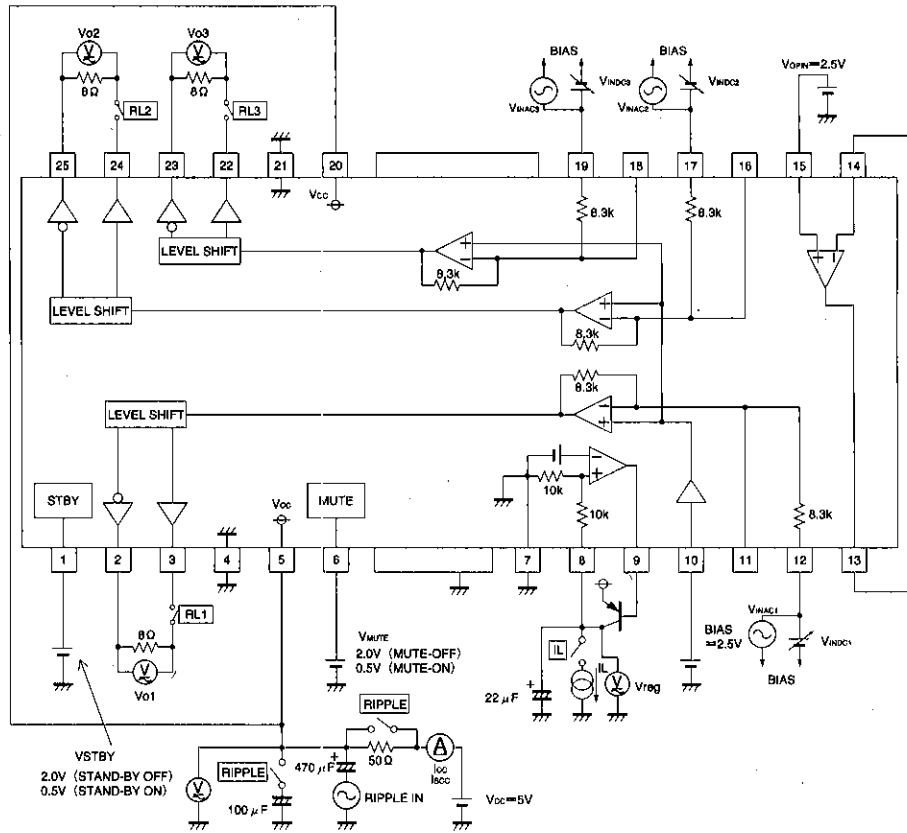 Vo2
Vo3
8Ω
8Ω
RL2
RL3
BIAS
BIAS
VINAC3
VINDC3
VINAC2
VINDC2
VOPIN=2.5V
25
24
23
22
21
20
19
18
17
16
15
14
Vcc
8.3k
8.3k
LEVEL SHIFT
+
−
8.3k
+
−
LEVEL SHIFT
+
−
8.3k
8.3k
LEVEL SHIFT
−
+
STBY
MUTE
Vcc
−
+
10k
10k
8.3k
1
2
3
4
5
6
7
8
9
10
11
12
13
RL1
8Ω
Vo1
VMUTE
2.0V (MUTE-OFF)
0.5V (MUTE-ON)
IL
IL
22μF
+
Vreg
BIAS
=2.5V
VINAC1
VINDC1
BIAS
VSTBY
2.0V (STAND-BY OFF)
0.5V (STAND-BY ON)
V
RIPPLE
100μF
RIPPLE
470μF
+
50Ω
A
Icc
Iscc
RIPPLE IN
Vcc=5V